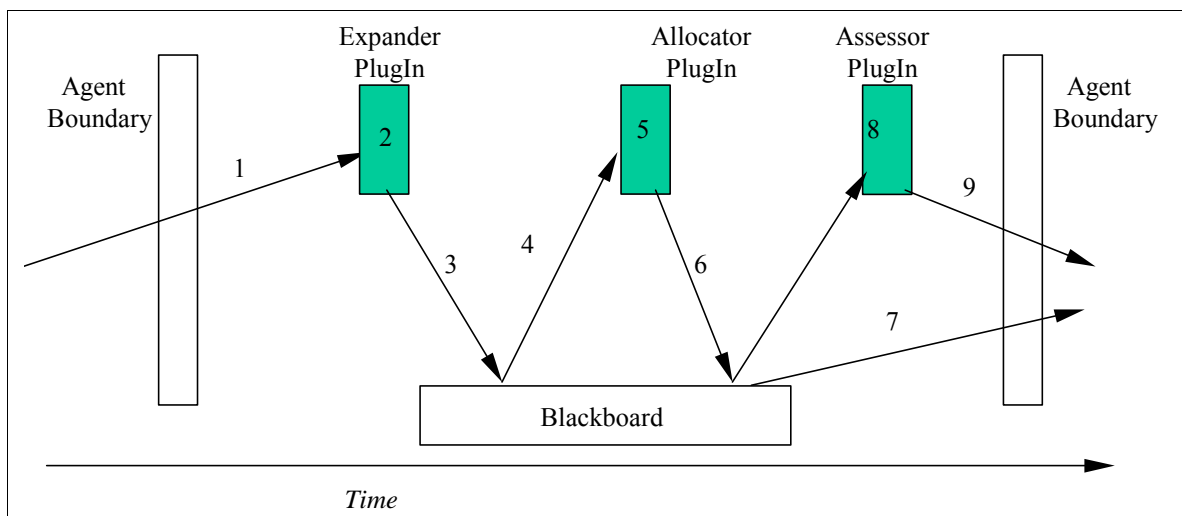 Expander
PlugIn
Allocator
PlugIn
Assessor
PlugIn
Agent
Boundary
Agent
Boundary
1
2
3
4
5
6
7
8
9
Blackboard
Time